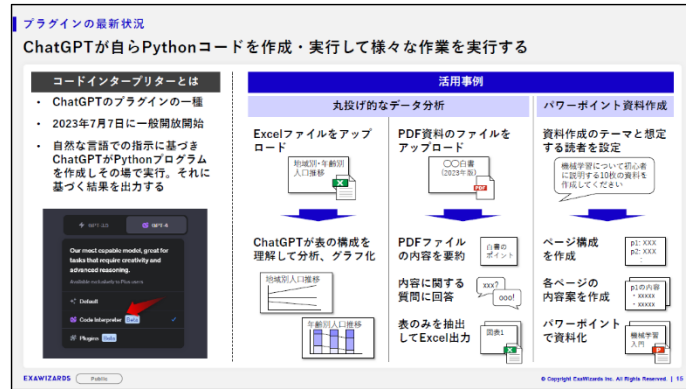 プラグインの最新状況
ChatGPTが自らPythonコードを作成・実行して様々な作業を実行する
コードインタープリターとは
・ ChatGPTのプラグインの一種
・ 2023年7月7日に一般開放開始
・ 自然な言語での指示に基づき
ChatGPTがPythonプログラム
を作成しその場で実行。それに
基づく結果を出力する
GPT-3.5
GPT-4
Our most capable model, great for
tasks that require creativity and
advanced reasoning.
Available exclusively to Plus users
Default
Code Interpreter Beta
Plugins Beta
活用事例
丸投げ的なデータ分析
Excelファイルをアップ
ロード
地域別・年齢別
人口推移
X
ChatGPTが表の構成を
理解して分析、グラフ化
地域別人口推移
年齢別人口推移
PDF資料のファイルを
アップロード
〇〇白書
(2023年版)
PDF
PDFファイル
の内容を要約
白書の
ポイント
内容に関する
質問に回答
xxx?
ooo!
表のみを抽出
してExcel出力
図表1
X
パワーポイント資料作成
資料作成のテーマと想定
する読者を設定
機械学習について初心者
に説明する10枚の資料を
作成してください
ページ構成
を作成
p1: XXX
p2: XXX
:
各ページの
内容案を作成
p1の内容
・xxxxx
・xxxxx
パワーポイント
で資料化
機械学習
入門
P
EXAWIZARDS
Public
© Copyright ExaWizards Inc. All Rights Reserved. | 15